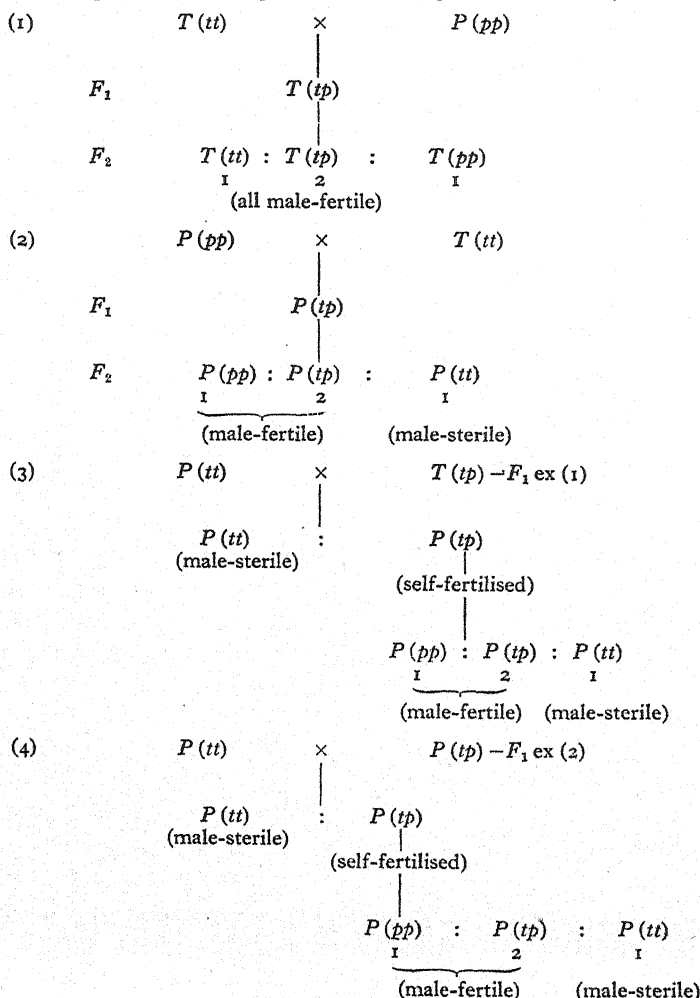 (1) T (tt) × P (pp)
F₁ T (tp)
F₂ T (tt) : T (tp) : T (pp)
1 2 1
(all male-fertile)
(2) P (pp) × T (tt)
F₁ P (tp)
F₂ P (pp) : P (tp) : P (tt)
1 2 1
(male-fertile) (male-sterile)
(3) P (tt) × T (tp) – F₁ ex (1)
P (tt) : P (tp)
(male-sterile)
(self-fertilised)
P (pp) : P (tp) : P (tt)
1 2 1
(male-fertile) (male-sterile)
(4) P (tt) × P (tp) – F₁ ex (2)
P (tt) : P (tp)
(male-sterile)
(self-fertilised)
P (pp) : P (tp) : P (tt)
1 2 1
(male-fertile) (male-sterile)